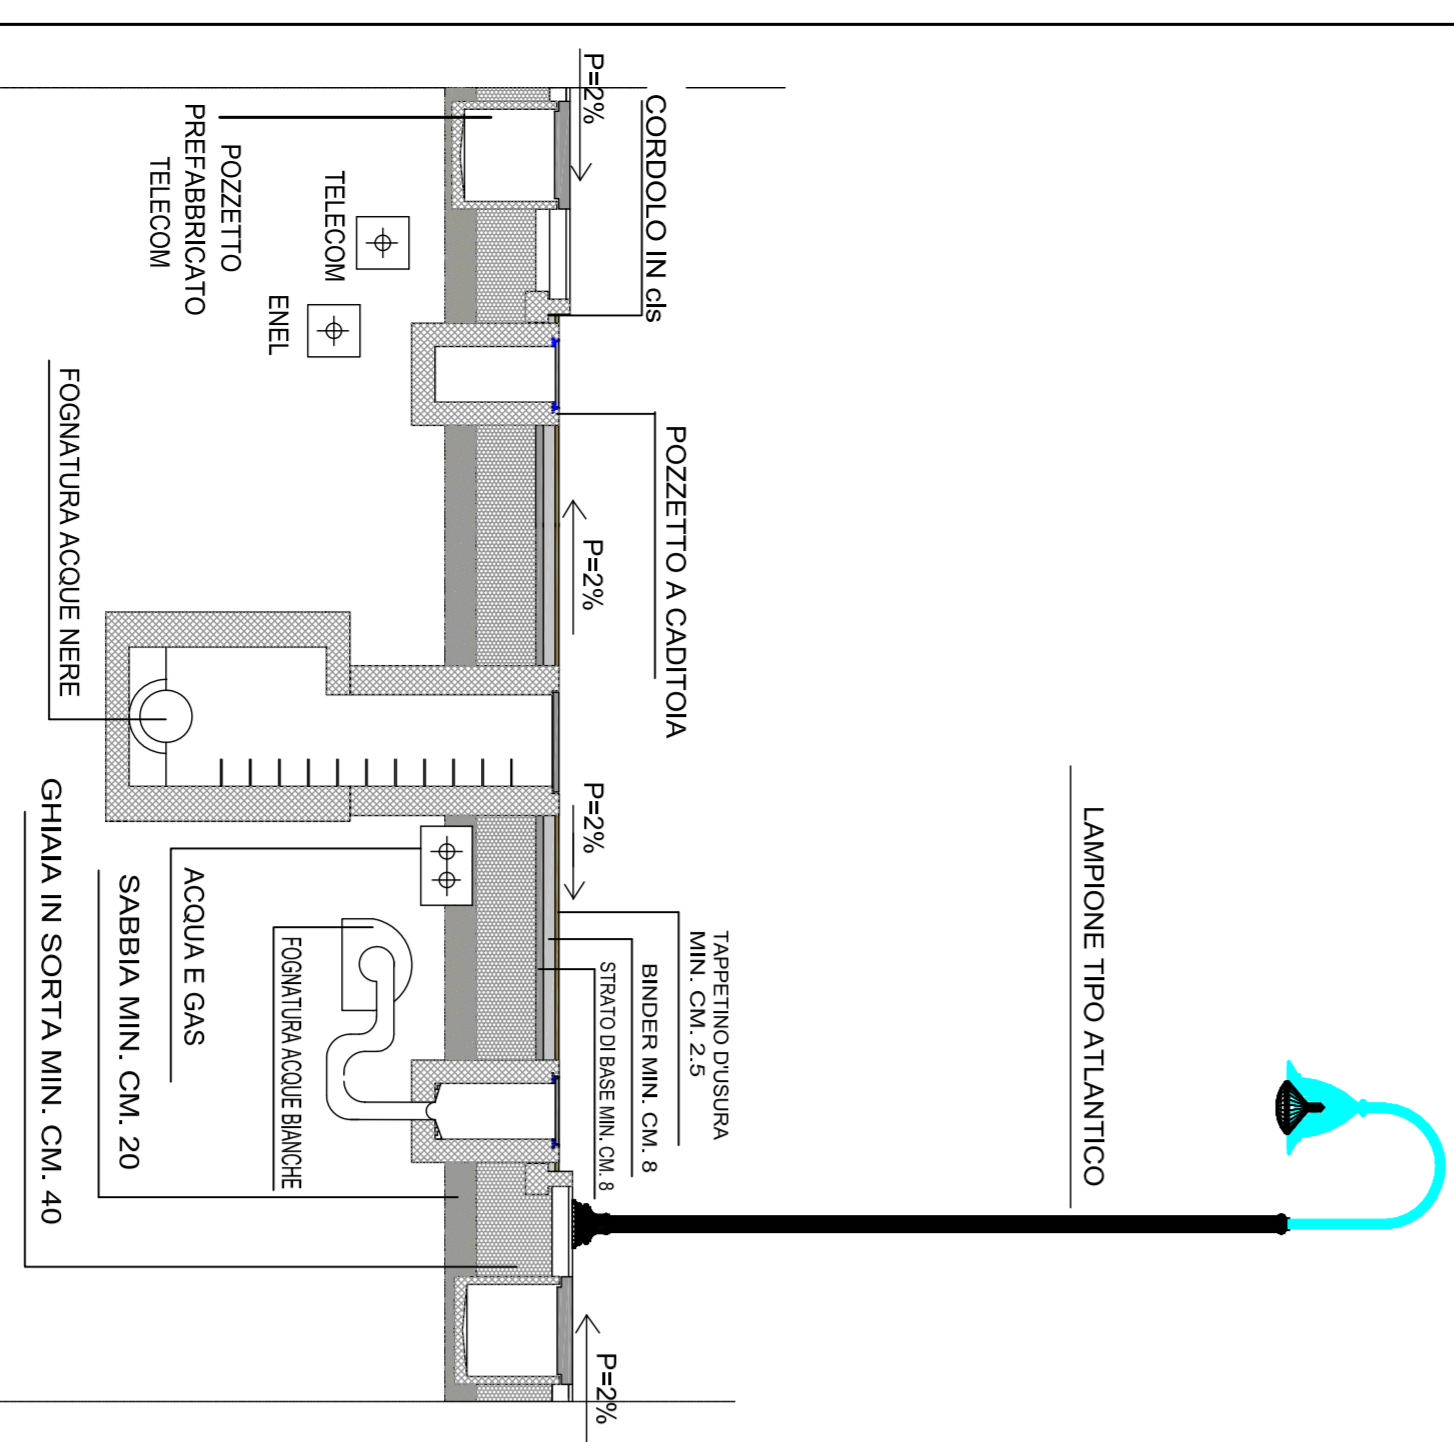 P=2%
CORDOLO IN cls
POZZETTO
PREFABBRICATO
TELECOM
TELECOM
ENEL
POZZETTO A CADITOIA
FOGNATURA ACQUE NERE
P=2%
P=2%
LAMPIONE TIPO ATLANTICO
TAPPETINO D'USURA
MIN. CM. 2.5
BINDER MIN. CM. 8
STRATO DI BASE MIN. CM. 8
FOGNATURA ACQUE BIANCHE
ACQUA E GAS
SABBIA MIN. CM. 20
GHIAIA IN SORTA MIN. CM. 40
P=2%